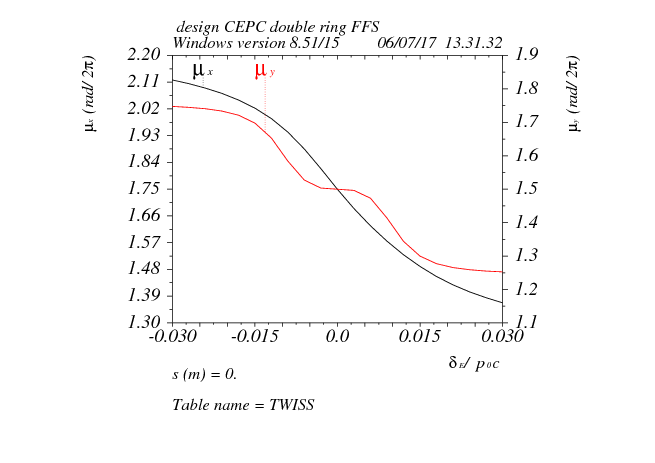 design CEPC double ring FFS
Windows version 8.51/15 06/07/17 13.31.32
2.20 1.9
μ x μ y
2.11 1.8
2.02 1.7
μx (rad/ 2π) μy (rad/ 2π)
1.93 1.6
1.84
1.75 1.5
1.66 1.4
1.57 1.3
1.48 1.2
1.39
1.30 1.1
-0.030 -0.015 0.0 0.015 0.030
δE/ p0c
s (m) = 0.
Table name = TWISS